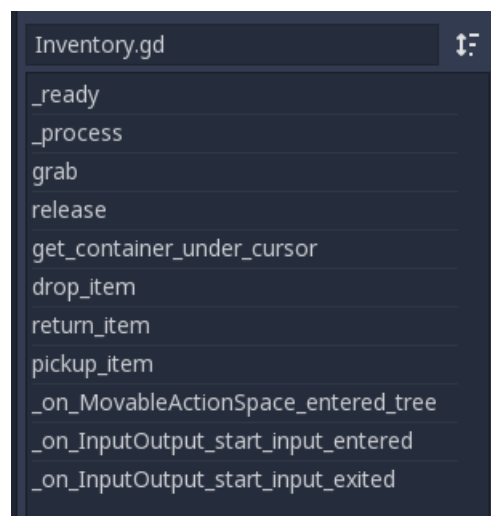 Inventory.gd
_ready
_process
grab
release
get_container_under_cursor
drop_item
return_item
pickup_item
_on_MovableActionSpace_entered_tree
_on_InputOutput_start_input_entered
_on_InputOutput_start_input_exited